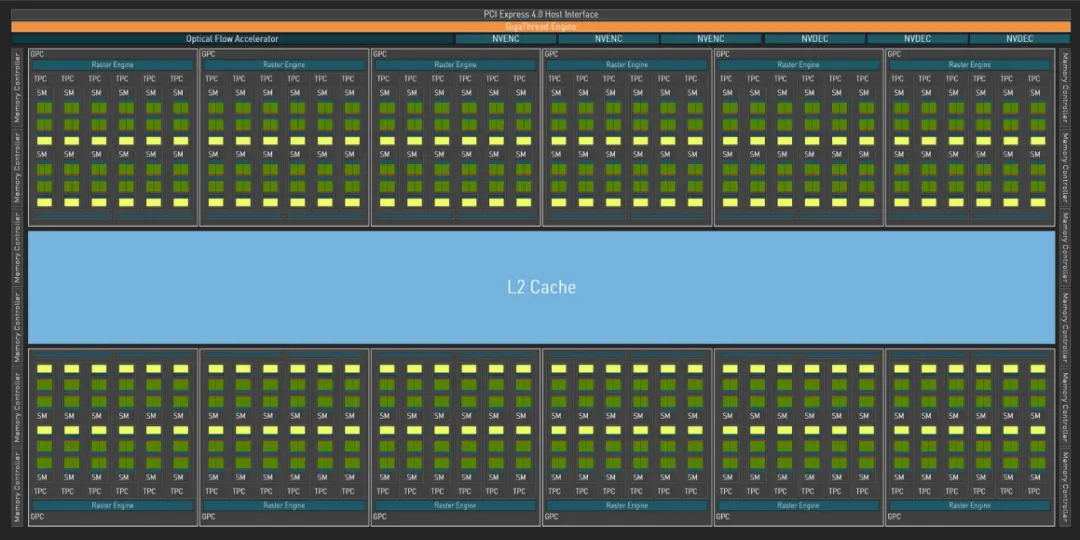 PCI Express 4.0 Host Interface
GigaThread Engine
Optical Flow Accelerator NVENC NVENC NVENC NVDEC NVDEC NVDEC
GPC GPC GPC GPC GPC GPC
Raster Engine Raster Engine Raster Engine Raster Engine Raster Engine Raster Engine
TPC TPC TPC TPC TPC TPC TPC TPC TPC TPC TPC TPC TPC TPC TPC TPC TPC TPC TPC TPC TPC TPC TPC TPC TPC TPC TPC TPC TPC TPC TPC TPC TPC TPC TPC TPC
SM SM SM SM SM SM SM SM SM SM SM SM SM SM SM SM SM SM SM SM SM SM SM SM SM SM SM SM SM SM SM SM SM SM SM SM
SM SM SM SM SM SM SM SM SM SM SM SM SM SM SM SM SM SM SM SM SM SM SM SM SM SM SM SM SM SM SM SM SM SM SM SM
L2 Cache
SM SM SM SM SM SM SM SM SM SM SM SM SM SM SM SM SM SM SM SM SM SM SM SM SM SM SM SM SM SM SM SM SM SM SM SM
SM SM SM SM SM SM SM SM SM SM SM SM SM SM SM SM SM SM SM SM SM SM SM SM SM SM SM SM SM SM SM SM SM SM SM SM
TPC TPC TPC TPC TPC TPC TPC TPC TPC TPC TPC TPC TPC TPC TPC TPC TPC TPC TPC TPC TPC TPC TPC TPC TPC TPC TPC TPC TPC TPC TPC TPC TPC TPC TPC TPC
Raster Engine Raster Engine Raster Engine Raster Engine Raster Engine Raster Engine
GPC GPC GPC GPC GPC GPC
Memory Controller
Memory Controller
Memory Controller
Memory Controller
Memory Controller
Memory Controller
Memory Controller
Memory Controller
Memory Controller
Memory Controller
Memory Controller
Memory Controller